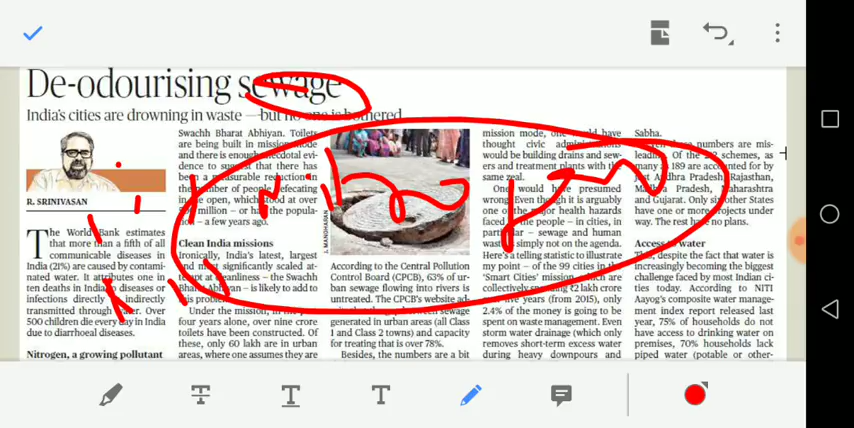 De-odourising sewage
India's cities are drowning in waste — but no one is bothered
R. SRINIVASAN
The World Bank estimates
that more than a fifth of all
communicable diseases in
India (21%) are caused by contami-
nated water. It attributes one in
ten deaths in India to diseases or
infections directly or indirectly
transmitted through water. Over
500 children die every day in India
due to diarrhoeal diseases.
Nitrogen, a growing pollutant
Swachh Bharat Abhiyan. Toilets
are being built in mission mode
and there is enough anecdotal evi-
dence to suggest that there has
been a measurable reduction in
the number of people defecating
in the open, which stood at over
million — or half the popula-
tion — a few years ago.
Clean India missions
Ironically, India's latest, largest
and most significantly scaled at-
tempt at cleanliness — the Swachh
Bharat Abhiyan — is likely to add to
this problem.
Under the mission, in the
four years alone, over nine crore
toilets have been constructed. Of
these, only 60 lakh are in urban
areas, where one assumes they are
J. MANOHARAN
According to the Central Pollution
Control Board (CPCB), 63% of ur-
ban sewage flowing into rivers is
untreated. The CPCB's website ad-
between sewage
generated in urban areas (all Class
1 and Class 2 towns) and capacity
for treating that is over 78%.
Besides, the numbers are a bit
mission mode, one would have
thought civic administrations
would be building drains and sew-
ers and treatment plants with the
same zeal.
One would have presumed
wrong. Even though it is arguably
one of the major health hazards
faced by the people — in cities, in
particular — sewage and human
waste is simply not on the agenda.
Here's a telling statistic to illustrate
my point - of the 99 cities in the
'Smart Cities' mission, which are
collectively spending ₹2 lakh crore
over five years (from 2015), only
2.4% of the money is going to be
spent on waste management. Even
storm water drainage (which only
removes short-term excess water
during heavy downpours and
Sabha.
Even these numbers are mis-
leading. Of the schemes, as
many as 189 are accounted for by
just Andhra Pradesh, Rajasthan,
Madhya Pradesh, Maharashtra
and Gujarat. Only six other States
have one or more projects under
way. The rest have no plans.
Access to water
despite the fact that water is
increasingly becoming the biggest
challenge faced by most Indian ci-
ties today. According to NITI
Aayog's composite water manage-
ment index report released last
year, 75% of households do not
have access to drinking water on
premises, 70% households lack
piped water (potable or other-
T
T
T